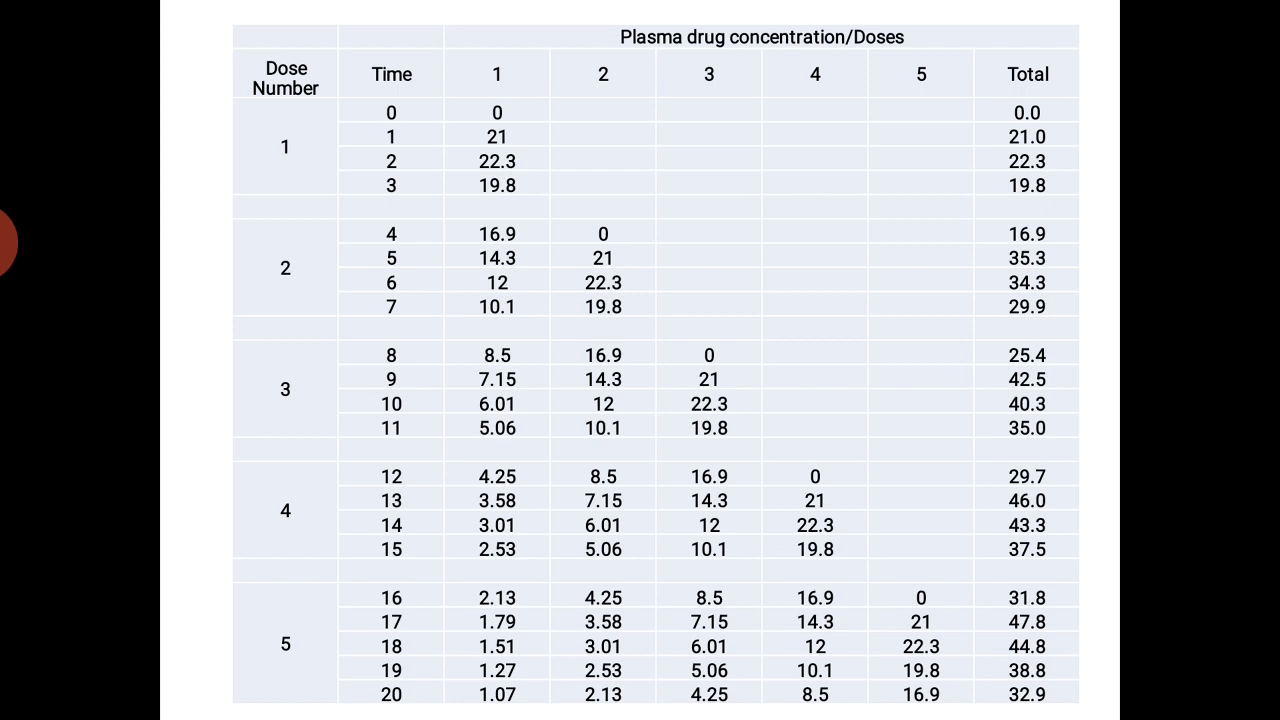 Plasma drug concentration/Doses
Dose Number Time 1 2 3 4 5 Total
0 0 0.0
1 21 21.0
1
2 22.3 22.3
3 19.8 19.8
4 16.9 0 16.9
5 14.3 21 35.3
2
6 12 22.3 34.3
7 10.1 19.8 29.9
8 8.5 16.9 0 25.4
9 7.15 14.3 21 42.5
3
10 6.01 12 22.3 40.3
11 5.06 10.1 19.8 35.0
12 4.25 8.5 16.9 0 29.7
13 3.58 7.15 14.3 21 46.0
4
14 3.01 6.01 12 22.3 43.3
15 2.53 5.06 10.1 19.8 37.5
16 2.13 4.25 8.5 16.9 0 31.8
17 1.79 3.58 7.15 14.3 21 47.8
5 18 1.51 3.01 6.01 12 22.3 44.8
19 1.27 2.53 5.06 10.1 19.8 38.8
20 1.07 2.13 4.25 8.5 16.9 32.9